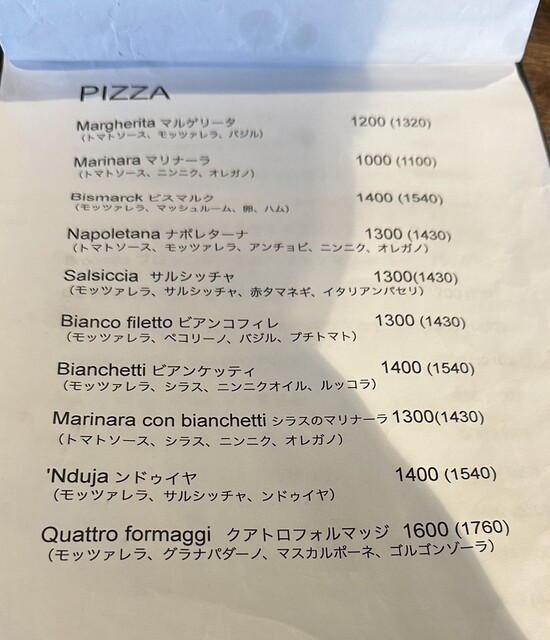 PIZZA
Margherita マルゲリータ 1200 (1320)
(トマトソース、モッツァレラ、バジル)
Marinara マリナーラ 1000 (1100)
(トマトソース、ニンニク、オレガノ)
Bismarck ビスマルク 1400 (1540)
(モッツァレラ、マッシュルーム、卵、ハム)
Napoletana ナポレターナ 1300 (1430)
(トマトソース、モッツァレラ、アンチョビ、ニンニク、オレガノ)
Salsiccia サルシッチャ 1300(1430)
(モッツァレラ、サルシッチャ、赤タマネギ、イタリアンパセリ)
Bianco filetto ビアンコフィレ 1300 (1430)
(モッツァレラ、ペコリーノ、バジル、プチトマト)
Bianchetti ビアンケッティ 1400 (1540)
(モッツァレラ、シラス、ニンニクオイル、ルッコラ)
Marinara con bianchetti シラスのマリナーラ 1300(1430)
(トマトソース、シラス、ニンニク、オレガノ)
'Nduja ンドゥイヤ 1400 (1540)
(モッツァレラ、サルシッチャ、ンドゥイヤ)
Quattro formaggi クアトロフォルマッジ 1600 (1760)
(モッツァレラ、グラナパダーノ、マスカルポーネ、ゴルゴンゾーラ)